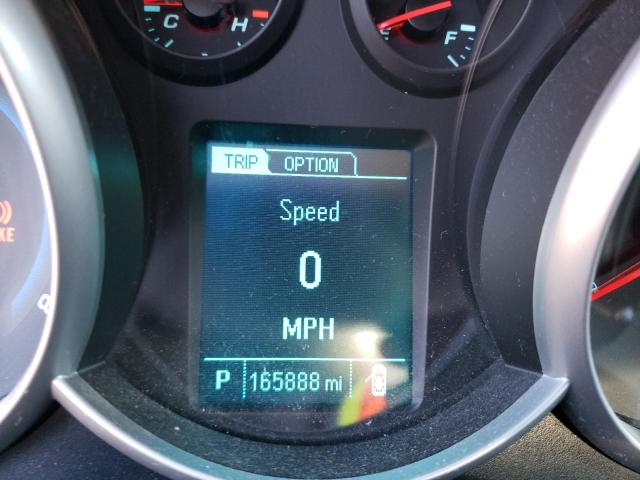 C H
E F
TRIP OPTION
Speed
0
MPH
P 165888 mi